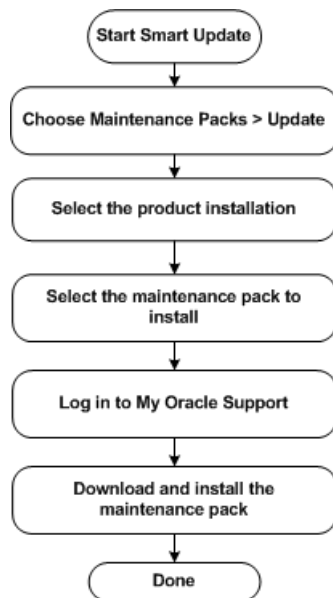 Start Smart Update
Choose Maintenance Packs > Update
Select the product installation
Select the maintenance pack to
install
Log in to My Oracle Support
Download and install the
maintenance pack
Done